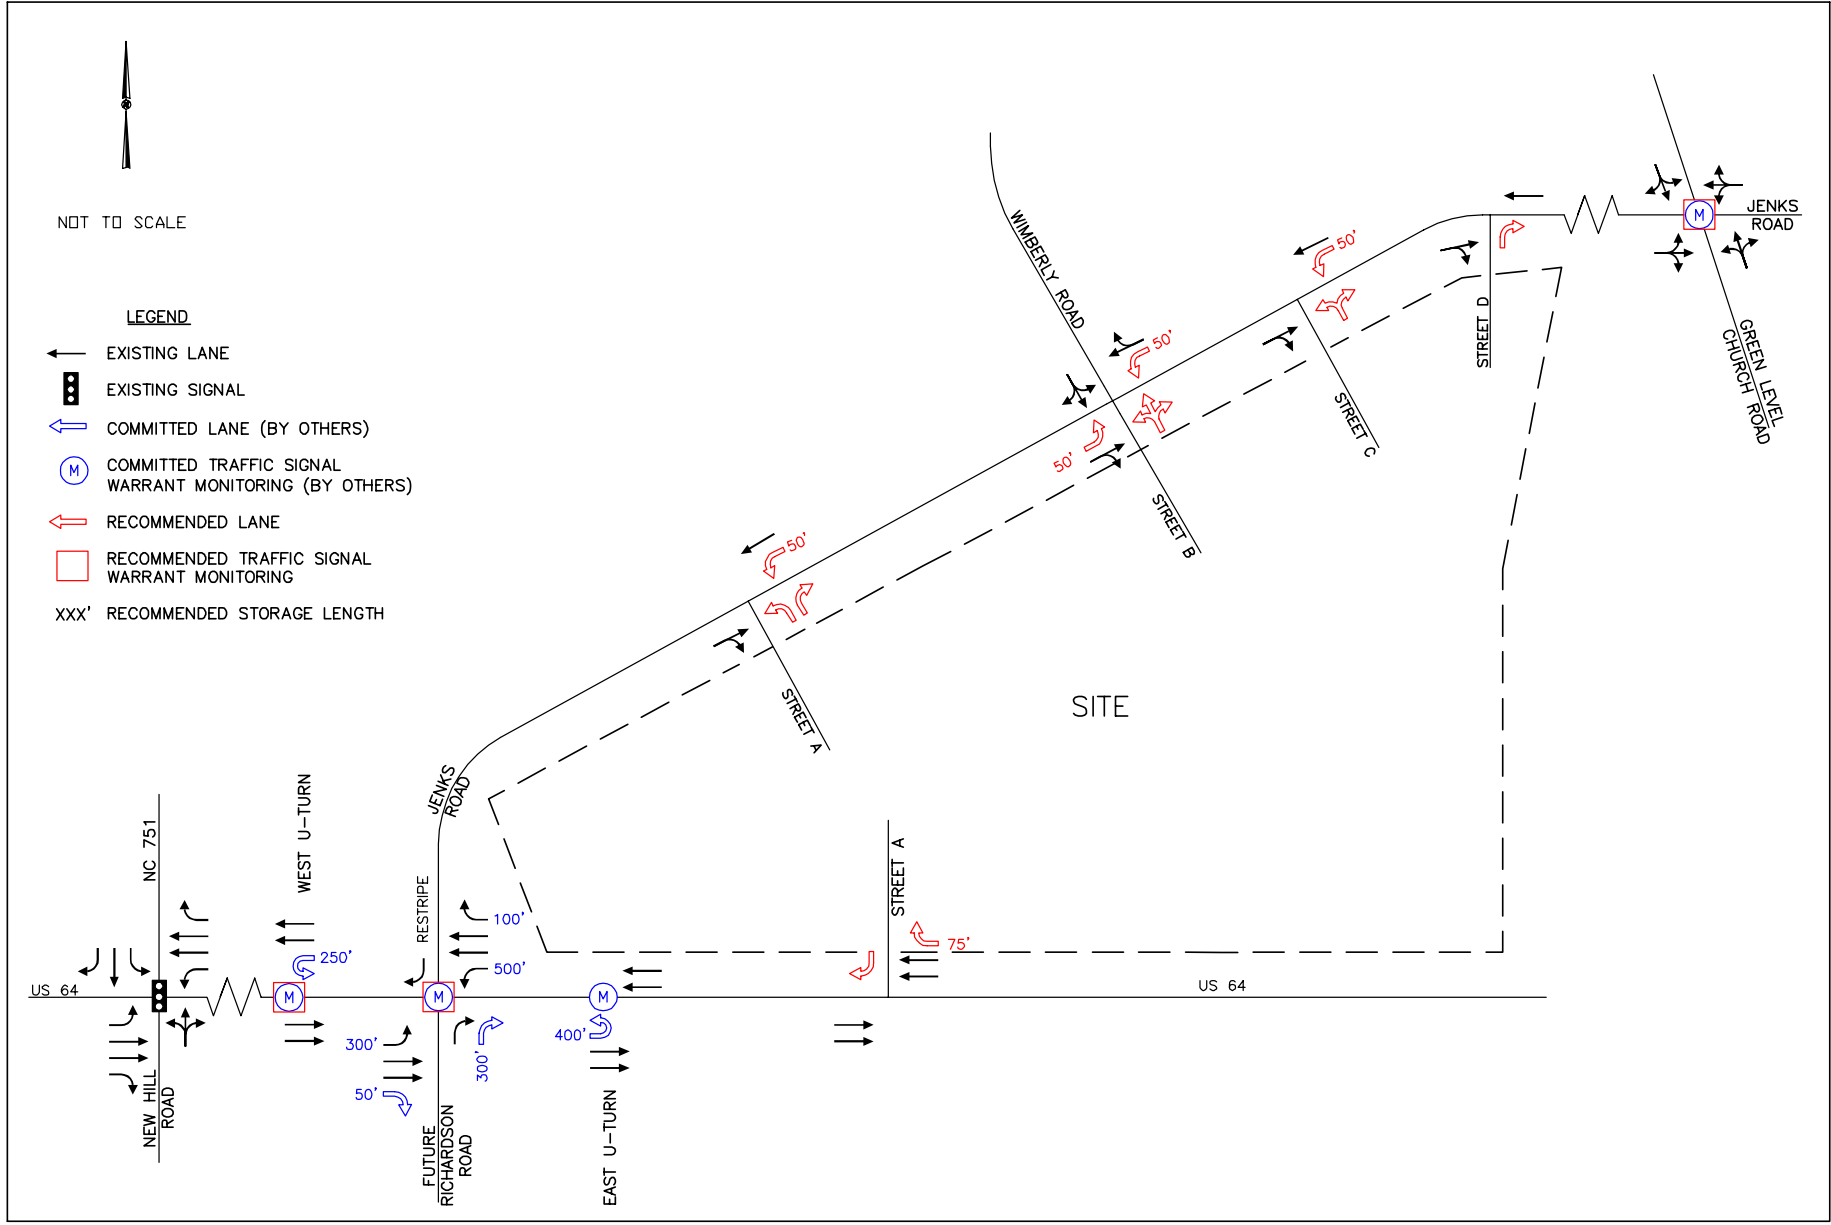 NOT TO SCALE
LEGEND
EXISTING LANE
EXISTING SIGNAL
COMMITTED LANE (BY OTHERS)
M
COMMITTED TRAFFIC SIGNAL
WARRANT MONITORING (BY OTHERS)
RECOMMENDED LANE
RECOMMENDED TRAFFIC SIGNAL
WARRANT MONITORING
XXX' RECOMMENDED STORAGE LENGTH
WIMBERLY ROAD
50'
STREET D
M
JENKS
ROAD
GREEN LEVEL
CHURCH ROAD
50'
STREET C
50'
STREET B
50'
STREET A
SITE
JENKS
ROAD
NC 751
WEST U-TURN
RESTRIPE
STREET A
100'
75'
250'
500'
US 64
M
M
M
US 64
300'
300'
400'
50'
NEW HILL
ROAD
FUTURE
RICHARDSON
ROAD
EAST U-TURN